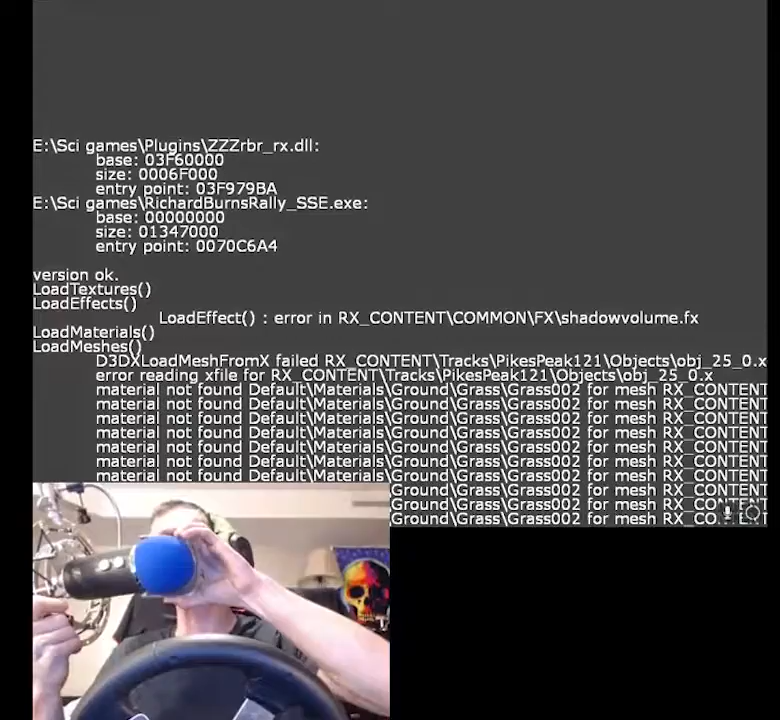 E:\Sci games\Plugins\ZZZrbr_rx.dll:
base: 03F60000
size: 0006F000
entry point: 03F979BA
E:\Sci games\RichardBurnsRally_SSE.exe:
base: 00000000
size: 01347000
entry point: 0070C6A4
version ok.
LoadTextures()
LoadEffects()
LoadEffect() : error in RX_CONTENT\COMMON\FX\shadowvolume.fx
LoadMaterials()
LoadMeshes()
D3DXLoadMeshFromX failed RX_CONTENT\Tracks\PikesPeak121\Objects\obj_25_0.x
error reading xfile for RX_CONTENT\Tracks\PikesPeak121\Objects\obj_25_0.x
material not found Default\Materials\Ground\Grass\Grass002 for mesh RX_CONTENT
material not found Default\Materials\Ground\Grass\Grass002 for mesh RX_CONTENT
material not found Default\Materials\Ground\Grass\Grass002 for mesh RX_CONTENT
material not found Default\Materials\Ground\Grass\Grass002 for mesh RX_CONTENT
material not found Default\Materials\Ground\Grass\Grass002 for mesh RX_CONTENT
material not found Default\Materials\Ground\Grass\Grass002 for mesh RX_CONTENT
material not found Default\Materials\Ground\Grass\Grass002 for mesh RX_CONTENT
\Ground\Grass\Grass002 for mesh RX_CONTENT
\Ground\Grass\Grass002 for mesh RX_CONTENT
\Ground\Grass\Grass002 for mesh RX_CONTENT